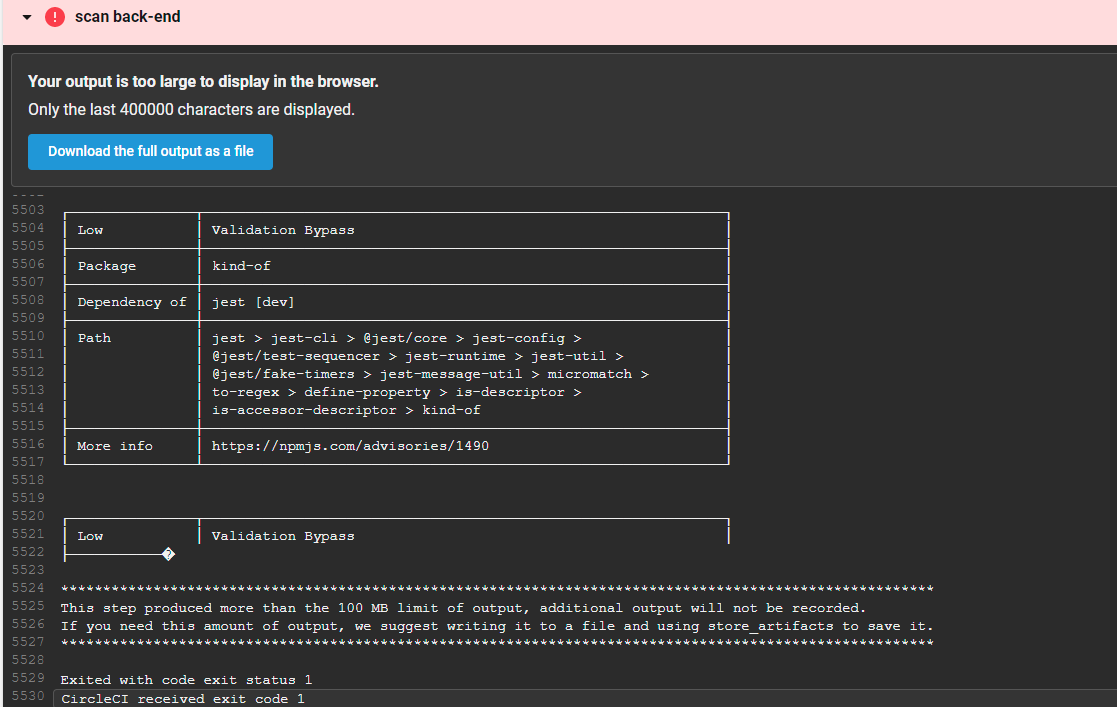 scan back-end
Your output is too large to display in the browser.
Only the last 400000 characters are displayed.
Download the full output as a file
5503
5504 Low Validation Bypass
5505
5506 Package kind-of
5507
5508 Dependency of jest [dev]
5509
5510 Path jest > jest-cli > @jest/core > jest-config >
5511 @jest/test-sequencer > jest-runtime > jest-util >
5512 @jest/fake-timers > jest-message-util > micromatch >
5513 to-regex > define-property > is-descriptor >
5514 is-accessor-descriptor > kind-of
5515
5516 More info https://npmjs.com/advisories/1490
5517
5518
5519
5520
5521 Low Validation Bypass
5522 �
5523
5524 ********************************************************************************************************
5525 This step produced more than the 100 MB limit of output, additional output will not be recorded.
5526 If you need this amount of output, we suggest writing it to a file and using store_artifacts to save it.
5527 ********************************************************************************************************
5528
5529 Exited with code exit status 1
5530 CircleCI received exit code 1